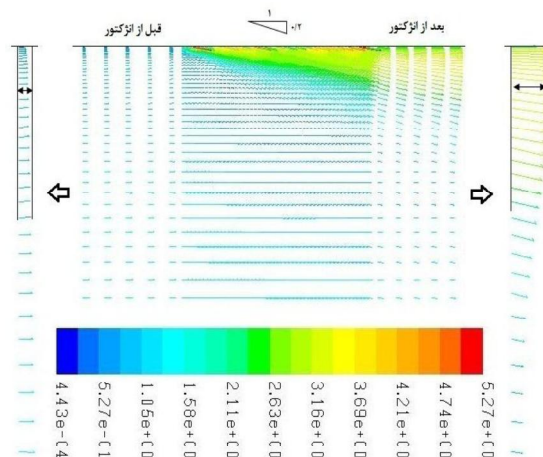 ۱
۰/۲
قبل از انژکتور
بعد از انژکتور
4.43e-04
5.27e-01
1.05e+00
1.58e+00
2.11e+00
2.63e+00
3.16e+00
3.69e+00
4.21e+00
4.74e+00
5.27e+00